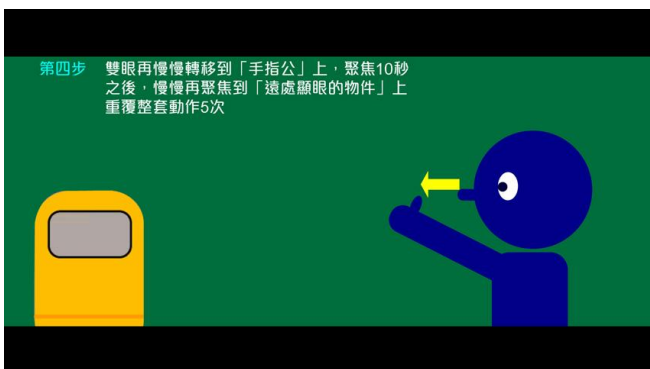 第四步 雙眼再慢慢轉移到「手指公」上，聚焦10秒
之後，慢慢再聚焦到「遠處顯眼的物件」上
重覆整套動作5次